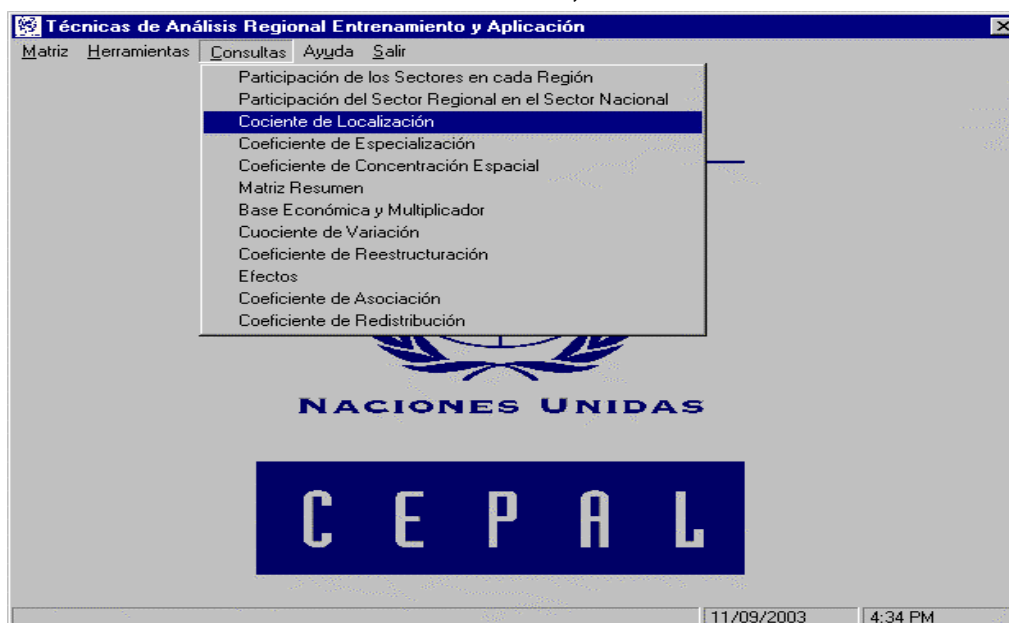 Técnicas de Análisis Regional Entrenamiento y Aplicación
Matriz Herramientas Consultas Ayuda Salir
Participación de los Sectores en cada Región
Participación del Sector Regional en el Sector Nacional
Cociente de Localización
Coeficiente de Especialización
Coeficiente de Concentración Espacial
Matriz Resumen
Base Económica y Multiplicador
Cuociente de Variación
Coeficiente de Reestructuración
Efectos
Coeficiente de Asociación
Coeficiente de Redistribución
NACIONES UNIDAS
CEPAL
11/09/2003 4:34 PM